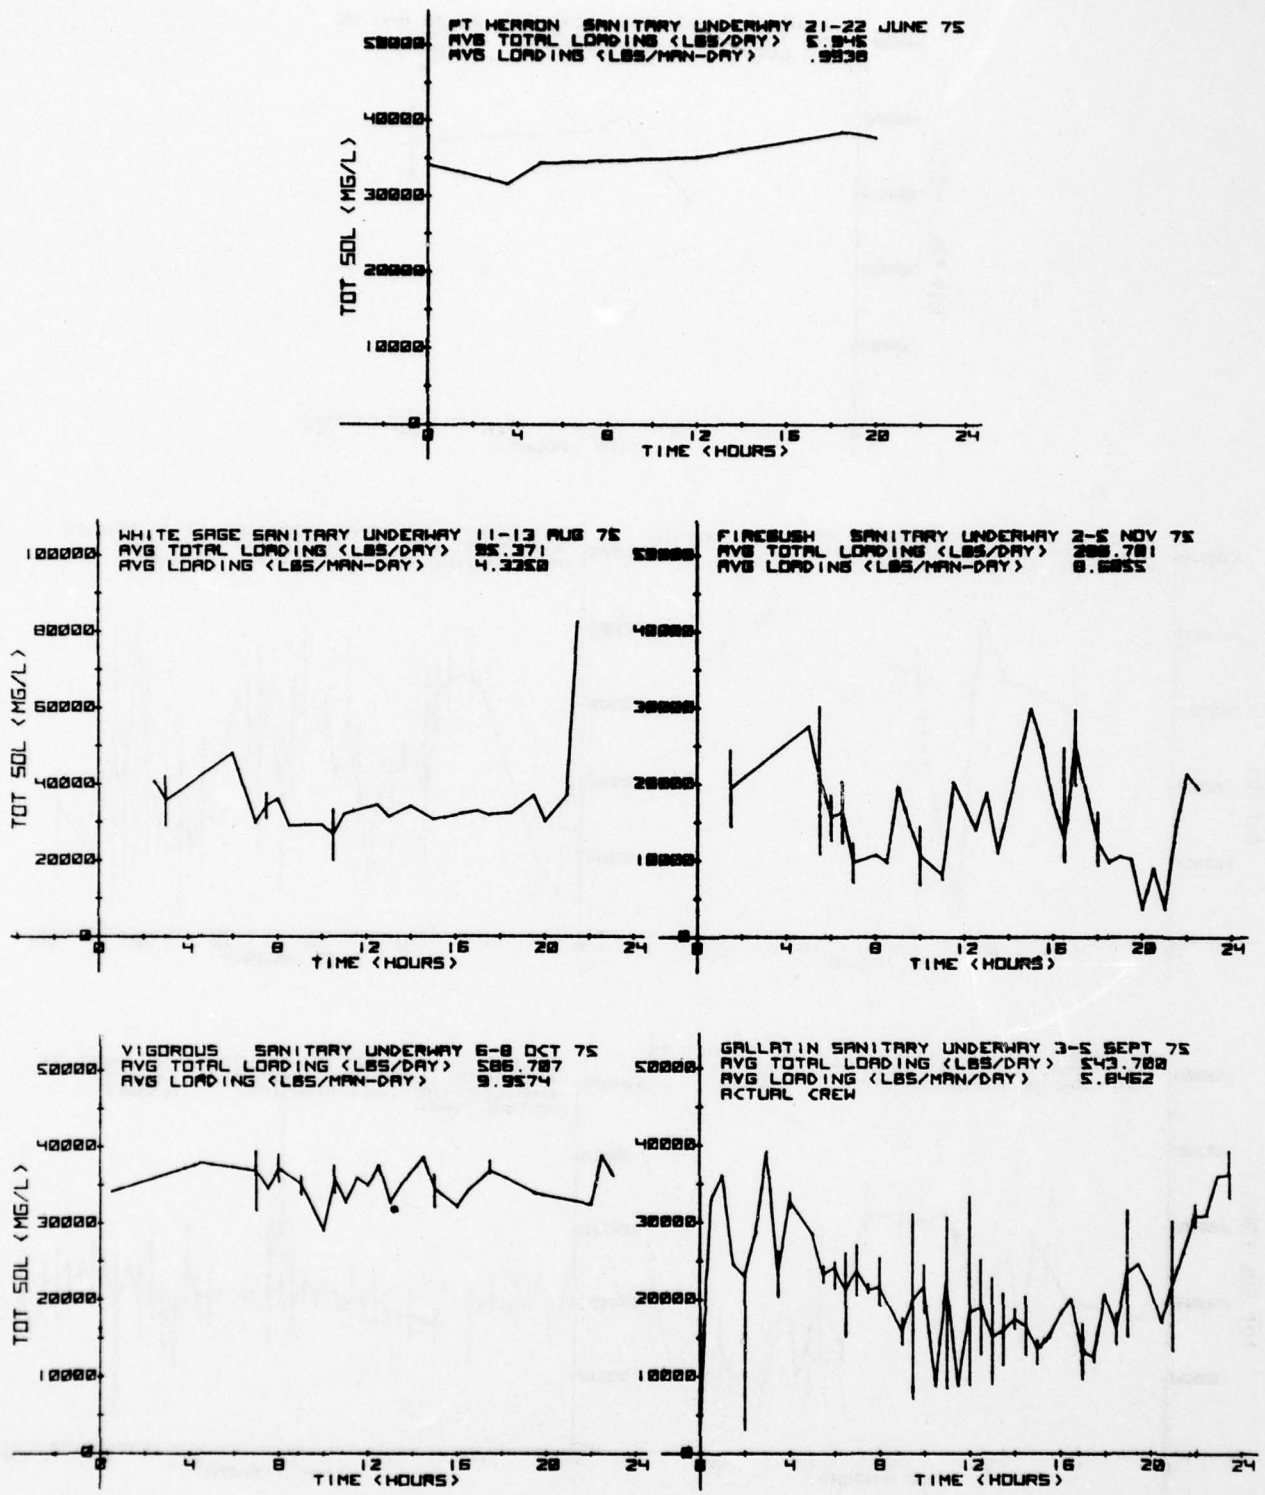 PT HERRON SANITARY UNDERWAY 21-22 JUNE 75
AVG TOTAL LOADING <LBS/DAY> 5.945
AVG LOADING <LBS/MAN-DAY>
50000
40000
30000
20000
10000
0
TOT SOL <MG/L>
0 4 8 12 16 20 24
TIME <HOURS>
WHITE SAGE SANITARY UNDERWAY 11-13 AUG 75
AVG TOTAL LOADING <LBS/DAY> 95.371
AVG LOADING <LBS/MAN-DAY> 4.3350
100000
80000
60000
40000
20000
0
TOT SOL <MG/L>
0 4 8 12 16 20 24
TIME <HOURS>
FIREBUSH SANITARY UNDERWAY 2-5 NOV 75
AVG TOTAL LOADING <LBS/DAY>
AVG LOADING <LBS/MAN-DAY>
50000
40000
30000
20000
10000
0
0 4 8 12 16 20 24
TIME <HOURS>
VIGOROUS SANITARY UNDERWAY 6-8 OCT 75
AVG TOTAL LOADING <LBS/DAY> 586.787
AVG LOADING <LBS/MAN-DAY> 9.9574
50000
40000
30000
20000
10000
0
TOT SOL <MG/L>
0 4 8 12 16 20 24
TIME <HOURS>
GALLATIN SANITARY UNDERWAY 3-5 SEPT 75
AVG TOTAL LOADING <LBS/DAY> 543.700
AVG LOADING <LBS/MAN/DAY> 5.8462
ACTUAL CREW
50000
40000
30000
20000
10000
0
0 4 8 12 16 20 24
TIME <HOURS>